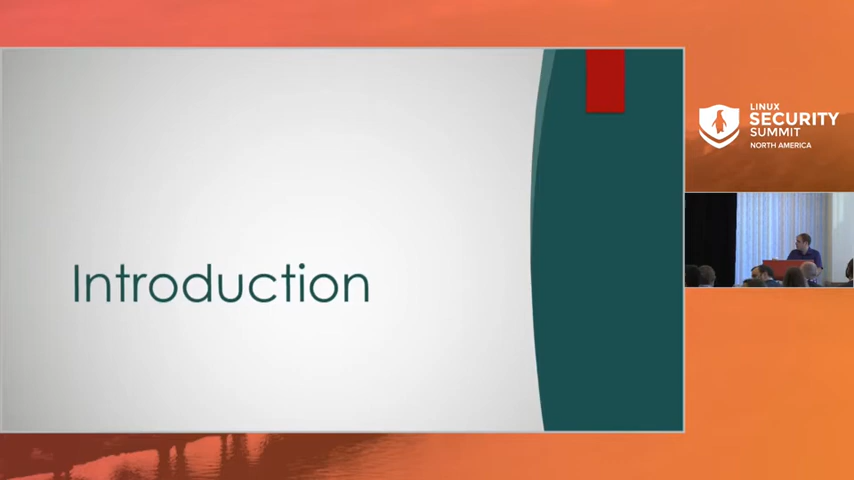 Introduction
LINUX
SECURITY
SUMMIT
NORTH AMERICA